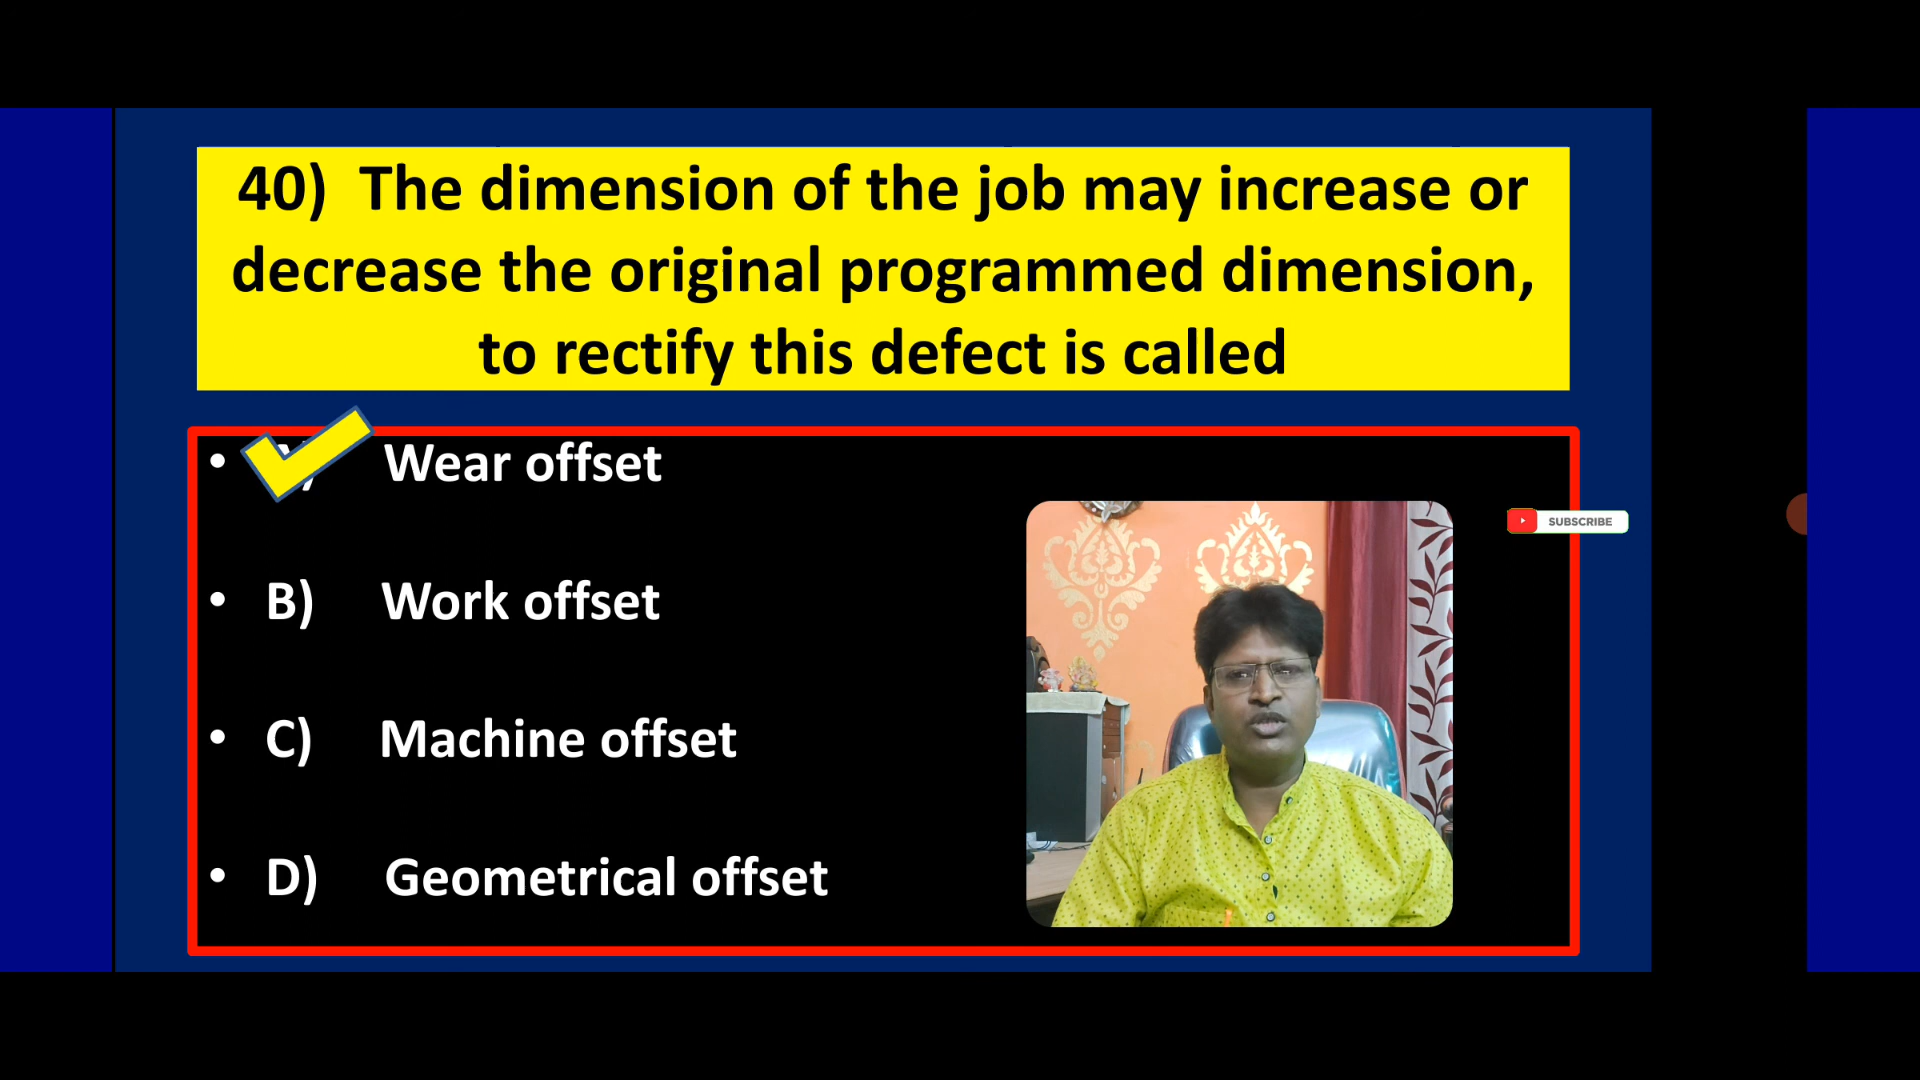 40) The dimension of the job may increase or
decrease the original programmed dimension,
to rectify this defect is called
• Wear offset
• B) Work offset
SUBSCRIBE
• C) Machine offset
• D) Geometrical offset